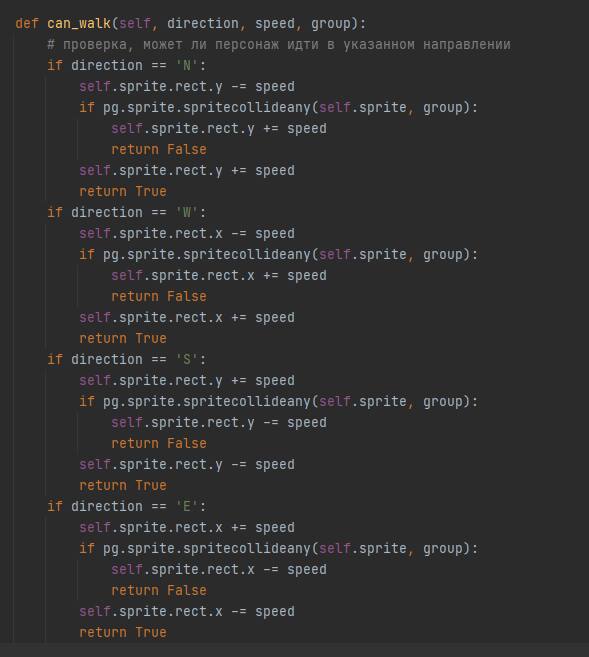 def can_walk(self, direction, speed, group):
    # проверка, может ли персонаж идти в указанном направлении
    if direction == 'N':
        self.sprite.rect.y -= speed
        if pg.sprite.spritecollideany(self.sprite, group):
            self.sprite.rect.y += speed
            return False
        self.sprite.rect.y += speed
        return True
    if direction == 'W':
        self.sprite.rect.x -= speed
        if pg.sprite.spritecollideany(self.sprite, group):
            self.sprite.rect.x += speed
            return False
        self.sprite.rect.x += speed
        return True
    if direction == 'S':
        self.sprite.rect.y += speed
        if pg.sprite.spritecollideany(self.sprite, group):
            self.sprite.rect.y -= speed
            return False
        self.sprite.rect.y -= speed
        return True
    if direction == 'E':
        self.sprite.rect.x += speed
        if pg.sprite.spritecollideany(self.sprite, group):
            self.sprite.rect.x -= speed
            return False
        self.sprite.rect.x -= speed
        return True